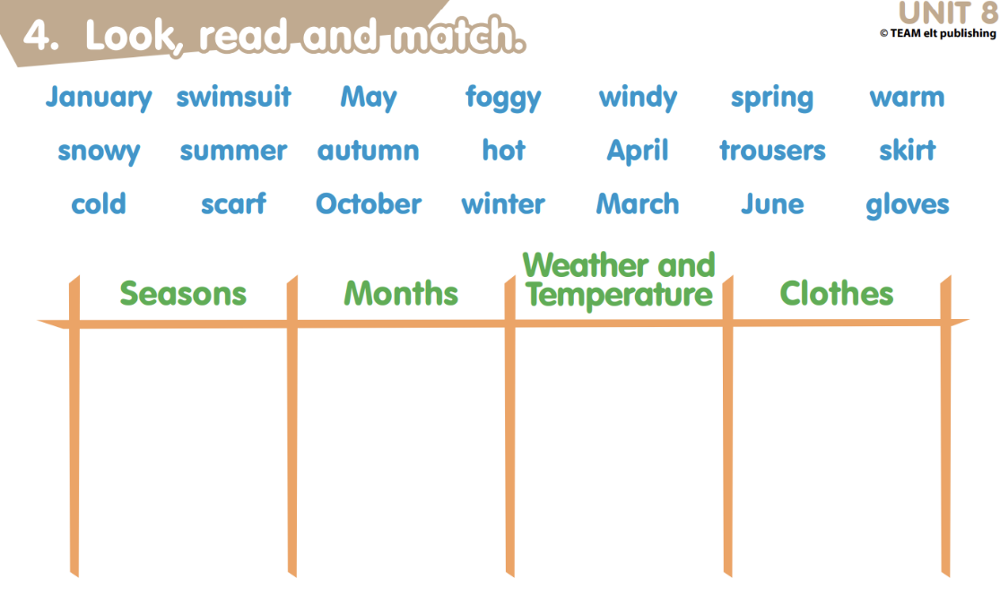 4. Look, read and match.
UNIT 8
© TEAM elt publishing
January swimsuit May foggy windy spring warm
snowy summer autumn hot April trousers skirt
cold scarf October winter March June gloves
Seasons Months Weather and Temperature Clothes